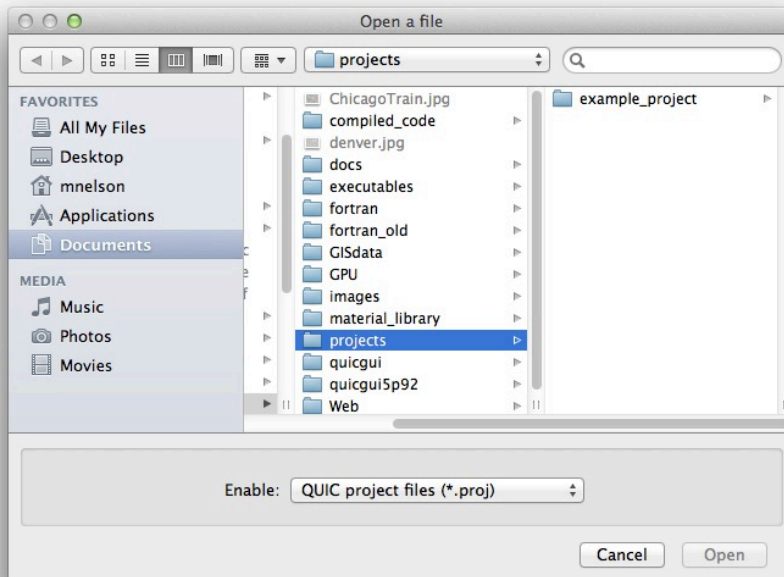 Open a file
projects
FAVORITES
All My Files
Desktop
mnelson
Applications
Documents
MEDIA
Music
Photos
Movies
c
e
f
ChicagoTrain.jpg
compiled_code
denver.jpg
docs
executables
fortran
fortran_old
GISdata
GPU
images
material_library
projects
quicgui
quicgui5p92
Web
example_project
Enable: QUIC project files (*.proj)
Cancel Open